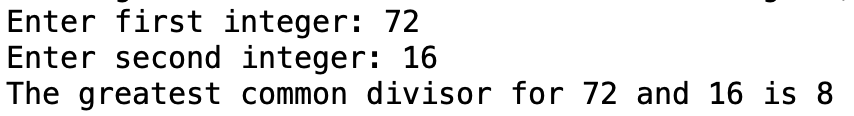 Enter first integer: 72
Enter second integer: 16
The greatest common divisor for 72 and 16 is 8